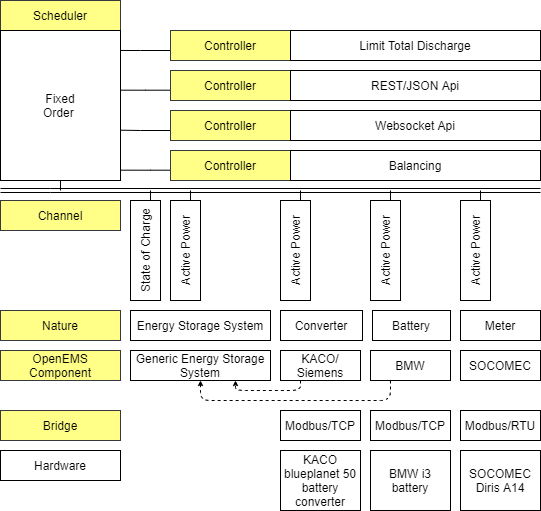 Scheduler
Fixed
Order
Controller
Limit Total Discharge
Controller
REST/JSON Api
Controller
Websocket Api
Controller
Balancing
Channel
State of Charge
Active Power
Active Power
Active Power
Active Power
Nature
Energy Storage System
Converter
Battery
Meter
OpenEMS
Component
Generic Energy Storage
System
KACO/
Siemens
BMW
SOCOMEC
Bridge
Modbus/TCP
Modbus/TCP
Modbus/RTU
Hardware
KACO
blueplanet 50
battery
converter
BMW i3
battery
SOCOMEC
Diris A14